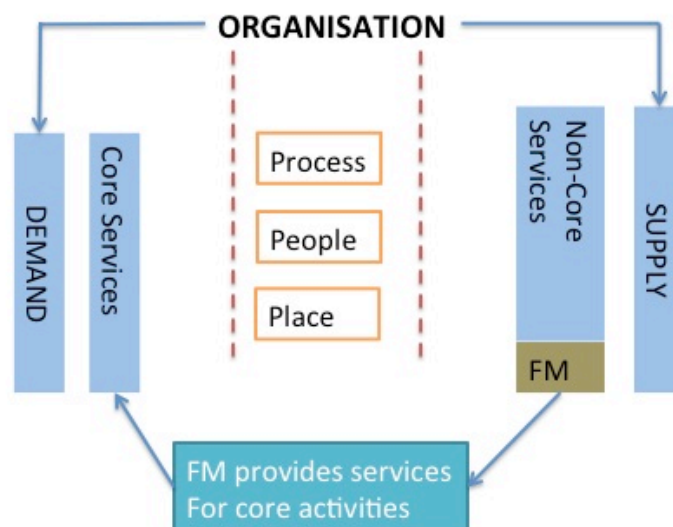 ORGANISATION
DEMAND
Core Services
Process
People
Place
Non-Core
Services
FM
SUPPLY
FM provides services
For core activities